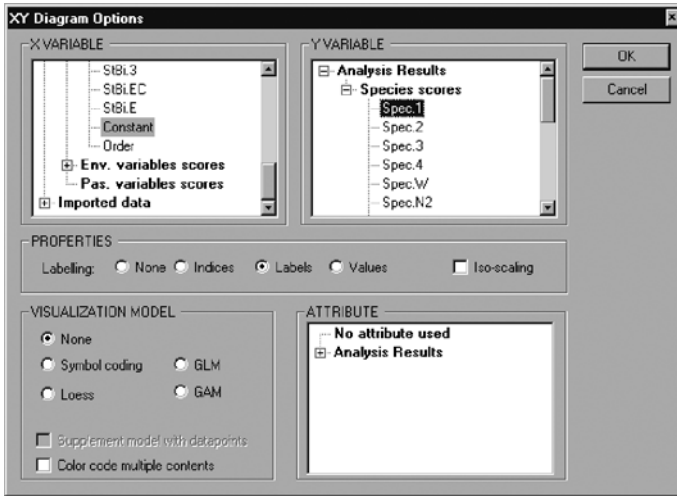 XY Diagram Options
X VARIABLE
StBi.3
StBi.EC
StBi.E
Constant
Order
Env. variables scores
Pas. variables scores
Imported data
Y VARIABLE
Analysis Results
Species scores
Spec.1
Spec.2
Spec.3
Spec.4
Spec.W
Spec.N2
OK
Cancel
PROPERTIES
Labelling: None Indices Labels Values Iso-scaling
VISUALIZATION MODEL
None
Symbol coding GLM
Loess GAM
Supplement model with datapoints
Color code multiple contents
ATTRIBUTE
No attribute used
Analysis Results